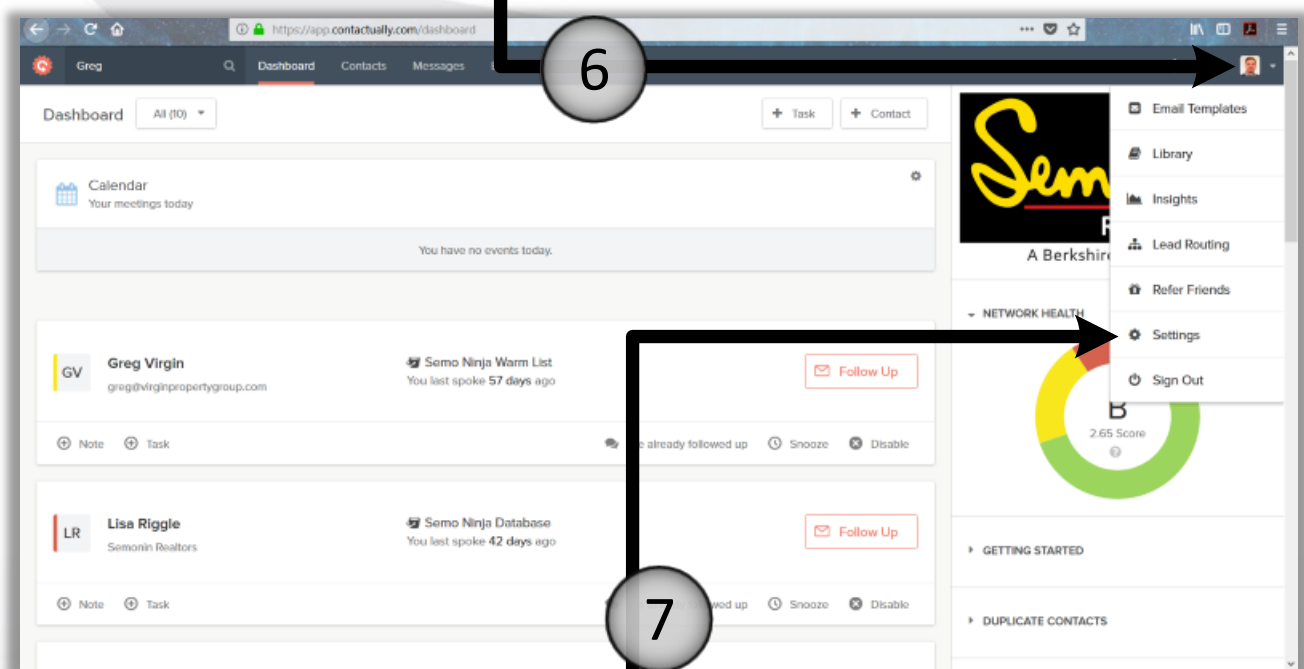 https://app.contactually.com/dashboard
Greg
Dashboard Contacts Messages
6
Dashboard All (10)
+ Task + Contact
Email Templates
Library
Insights
Lead Routing
Refer Friends
Settings
Sign Out
Calendar
Your meetings today
You have no events today.
Sem
A Berkshir
NETWORK HEALTH
B
2.65 Score
GV
Greg Virgin
greg@virginpropertygroup.com
Semo Ninja Warm List
You last spoke 57 days ago
Follow Up
Note Task
already followed up Snooze Disable
LR
Lisa Riggle
Semonin Realtors
Semo Ninja Database
You last spoke 42 days ago
Follow Up
Note Task
wed up Snooze Disable
7
GETTING STARTED
DUPLICATE CONTACTS